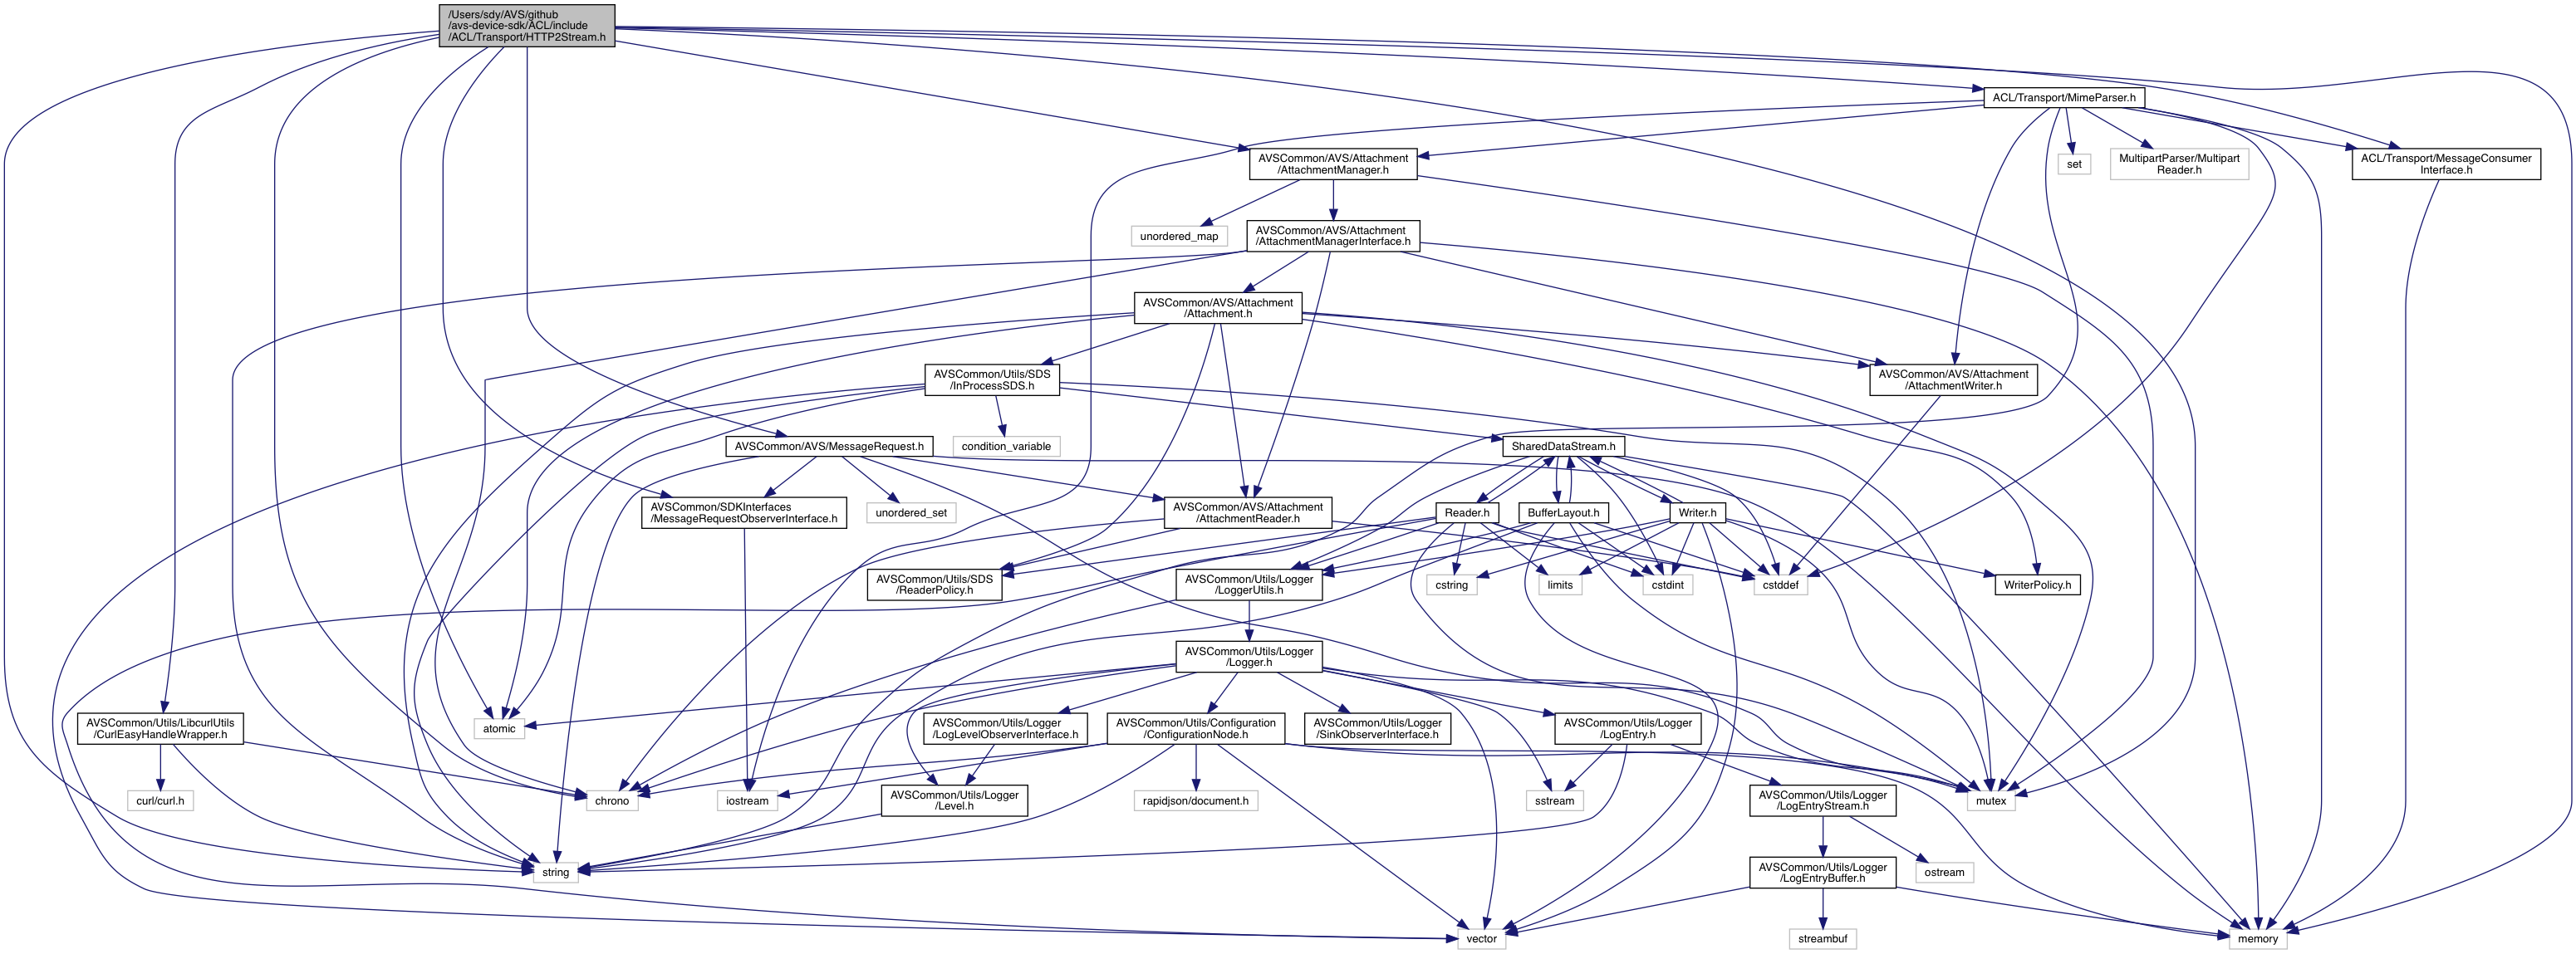 /Users/sdy/AVS/github
/avs-device-sdk/ACL/include
/ACL/Transport/HTTP2Stream.h
ACL/Transport/MimeParser.h
AVSCommon/AVS/Attachment
/AttachmentManager.h
set
MultipartParser/Multipart
Reader.h
ACL/Transport/MessageConsumer
Interface.h
unordered_map
AVSCommon/AVS/Attachment
/AttachmentManagerInterface.h
AVSCommon/AVS/Attachment
/Attachment.h
AVSCommon/Utils/SDS
/InProcessSDS.h
AVSCommon/AVS/Attachment
/AttachmentWriter.h
AVSCommon/AVS/MessageRequest.h
condition_variable
SharedDataStream.h
AVSCommon/SDKInterfaces
/MessageRequestObserverInterface.h
unordered_set
AVSCommon/AVS/Attachment
/AttachmentReader.h
Reader.h
BufferLayout.h
Writer.h
AVSCommon/Utils/SDS
/ReaderPolicy.h
AVSCommon/Utils/Logger
/LoggerUtils.h
cstring
limits
cstdint
cstddef
WriterPolicy.h
AVSCommon/Utils/Logger
/Logger.h
AVSCommon/Utils/LibcurlUtils
/CurlEasyHandleWrapper.h
atomic
AVSCommon/Utils/Logger
/LogLevelObserverInterface.h
AVSCommon/Utils/Configuration
/ConfigurationNode.h
AVSCommon/Utils/Logger
/SinkObserverInterface.h
AVSCommon/Utils/Logger
/LogEntry.h
curl/curl.h
chrono
iostream
AVSCommon/Utils/Logger
/Level.h
rapidjson/document.h
sstream
AVSCommon/Utils/Logger
/LogEntryStream.h
mutex
string
AVSCommon/Utils/Logger
/LogEntryBuffer.h
ostream
vector
streambuf
memory